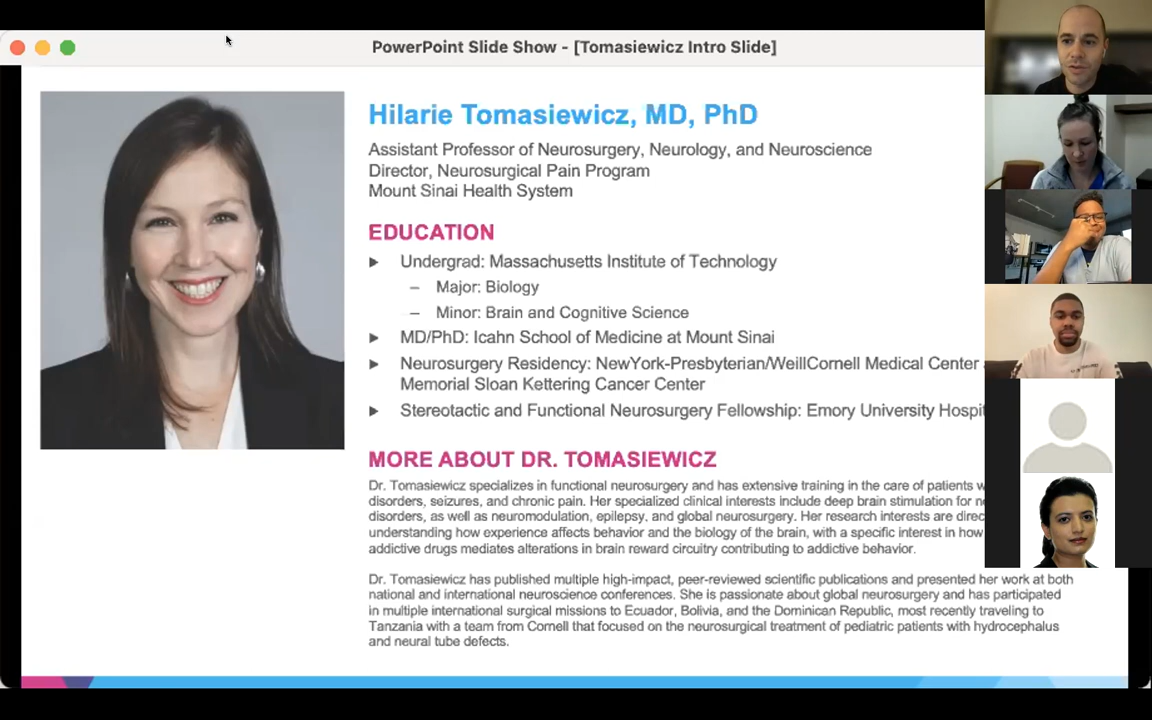 PowerPoint Slide Show - [Tomasiewicz Intro Slide]
Hilarie Tomasiewicz, MD, PhD
Assistant Professor of Neurosurgery, Neurology, and Neuroscience
Director, Neurosurgical Pain Program
Mount Sinai Health System
EDUCATION
Undergrad: Massachusetts Institute of Technology
– Major: Biology
– Minor: Brain and Cognitive Science
MD/PhD: Icahn School of Medicine at Mount Sinai
Neurosurgery Residency: NewYork-Presbyterian/WeillCornell Medical Center
Memorial Sloan Kettering Cancer Center
Stereotactic and Functional Neurosurgery Fellowship: Emory University
MORE ABOUT DR. TOMASIEWICZ
Dr. Tomasiewicz specializes in functional neurosurgery and has extensive training in the care of patients
disorders, seizures, and chronic pain. Her specialized clinical interests include deep brain stimulation for
disorders, as well as neuromodulation, epilepsy, and global neurosurgery. Her research interests are
understanding how experience affects behavior and the biology of the brain, with a specific interest in how
addictive drugs mediates alterations in brain reward circuitry contributing to addictive behavior.
Dr. Tomasiewicz has published multiple high-impact, peer-reviewed scientific publications and presented her work at both
national and international neuroscience conferences. She is passionate about global neurosurgery and has participated
in multiple international surgical missions to Ecuador, Bolivia, and the Dominican Republic, most recently traveling to
Tanzania with a team from Cornell that focused on the neurosurgical treatment of pediatric patients with hydrocephalus
and neural tube defects.